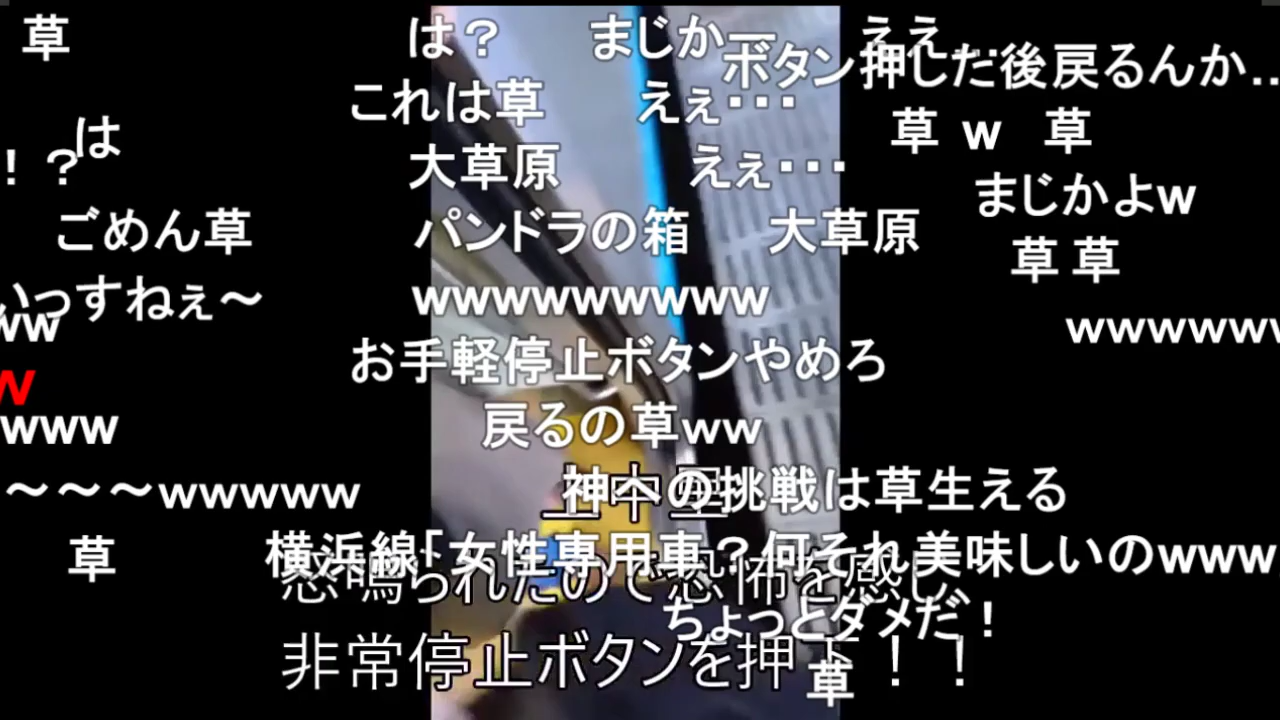 草　は？　まじかー　ええ…
ボタン押した後戻るんか…
これは草　えぇ・・・
は　草　w　草
！？　大草原　えぇ・・・
まじかよw
ごめん草　パンドラの箱　大草原
草 草
いっすねぇ～　wwwwwwwwww
ww　wwwwww
お手軽停止ボタンやめろ
w
www　戻るの草ww
～～～wwwww　神への挑戦は草生える
草　横浜線｢女性専用車？何それ美味しいのwww
怒鳴られたので恐怖を感じ
ちょっとダメだ！
非常停止ボタンを押下！！
草